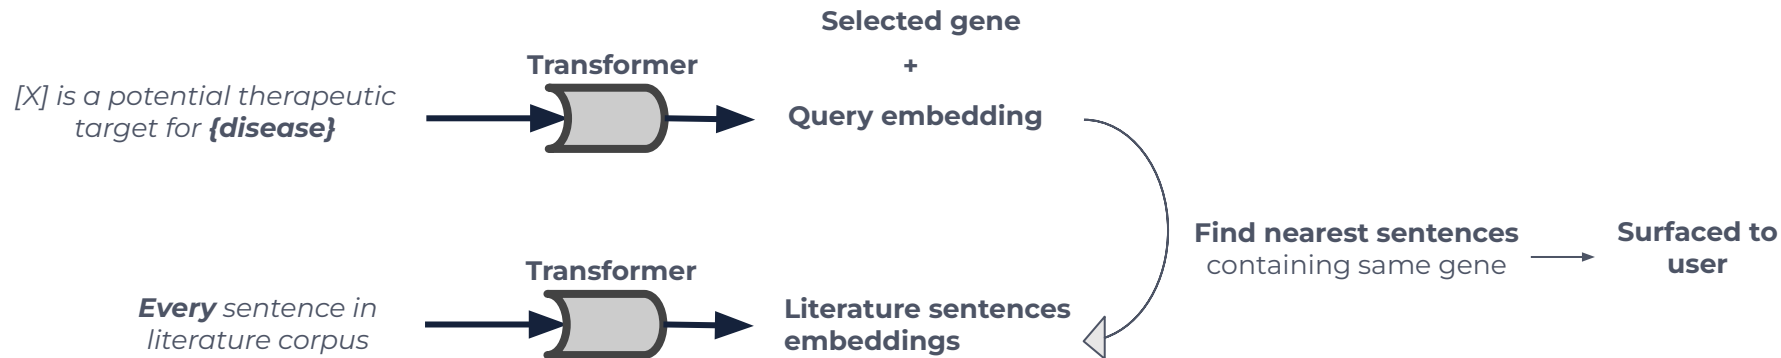 Selected gene
+
Transformer
[X] is a potential therapeutic
target for {disease}
Query embedding
Find nearest sentences
containing same gene
Surfaced to
user
Transformer
Every sentence in
literature corpus
Literature sentences
embeddings